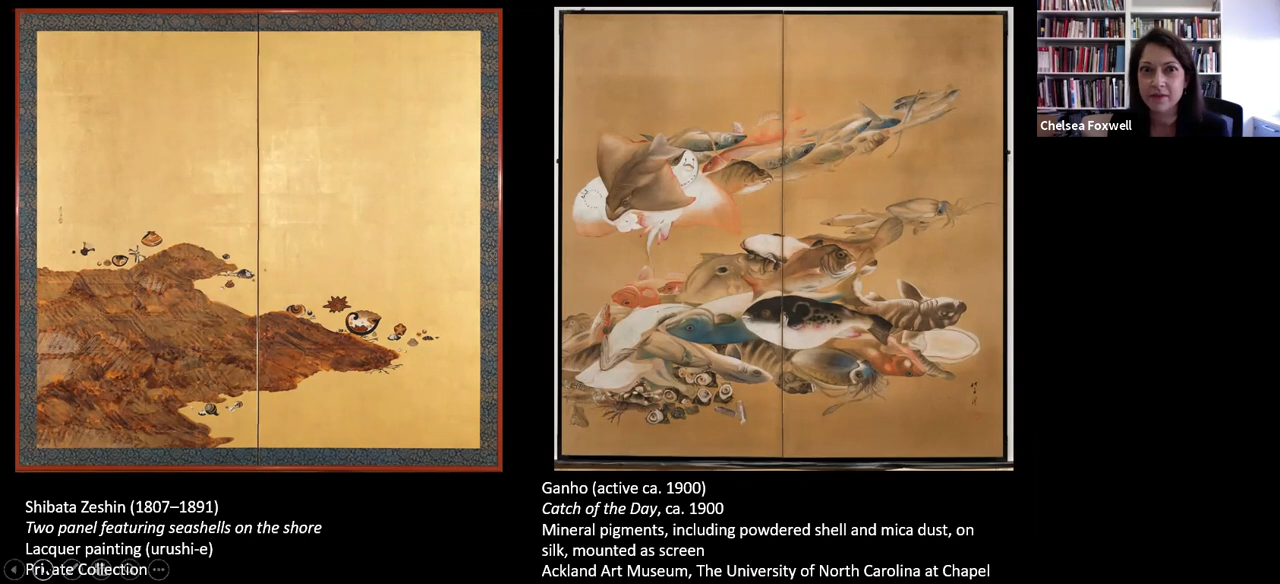 Chelsea Foxwell
Shibata Zeshin (1807–1891)
Two panel featuring seashells on the shore
Lacquer painting (urushi-e)
Private Collection
Ganho (active ca. 1900)
Catch of the Day, ca. 1900
Mineral pigments, including powdered shell and mica dust, on
silk, mounted as screen
Ackland Art Museum, The University of North Carolina at Chapel